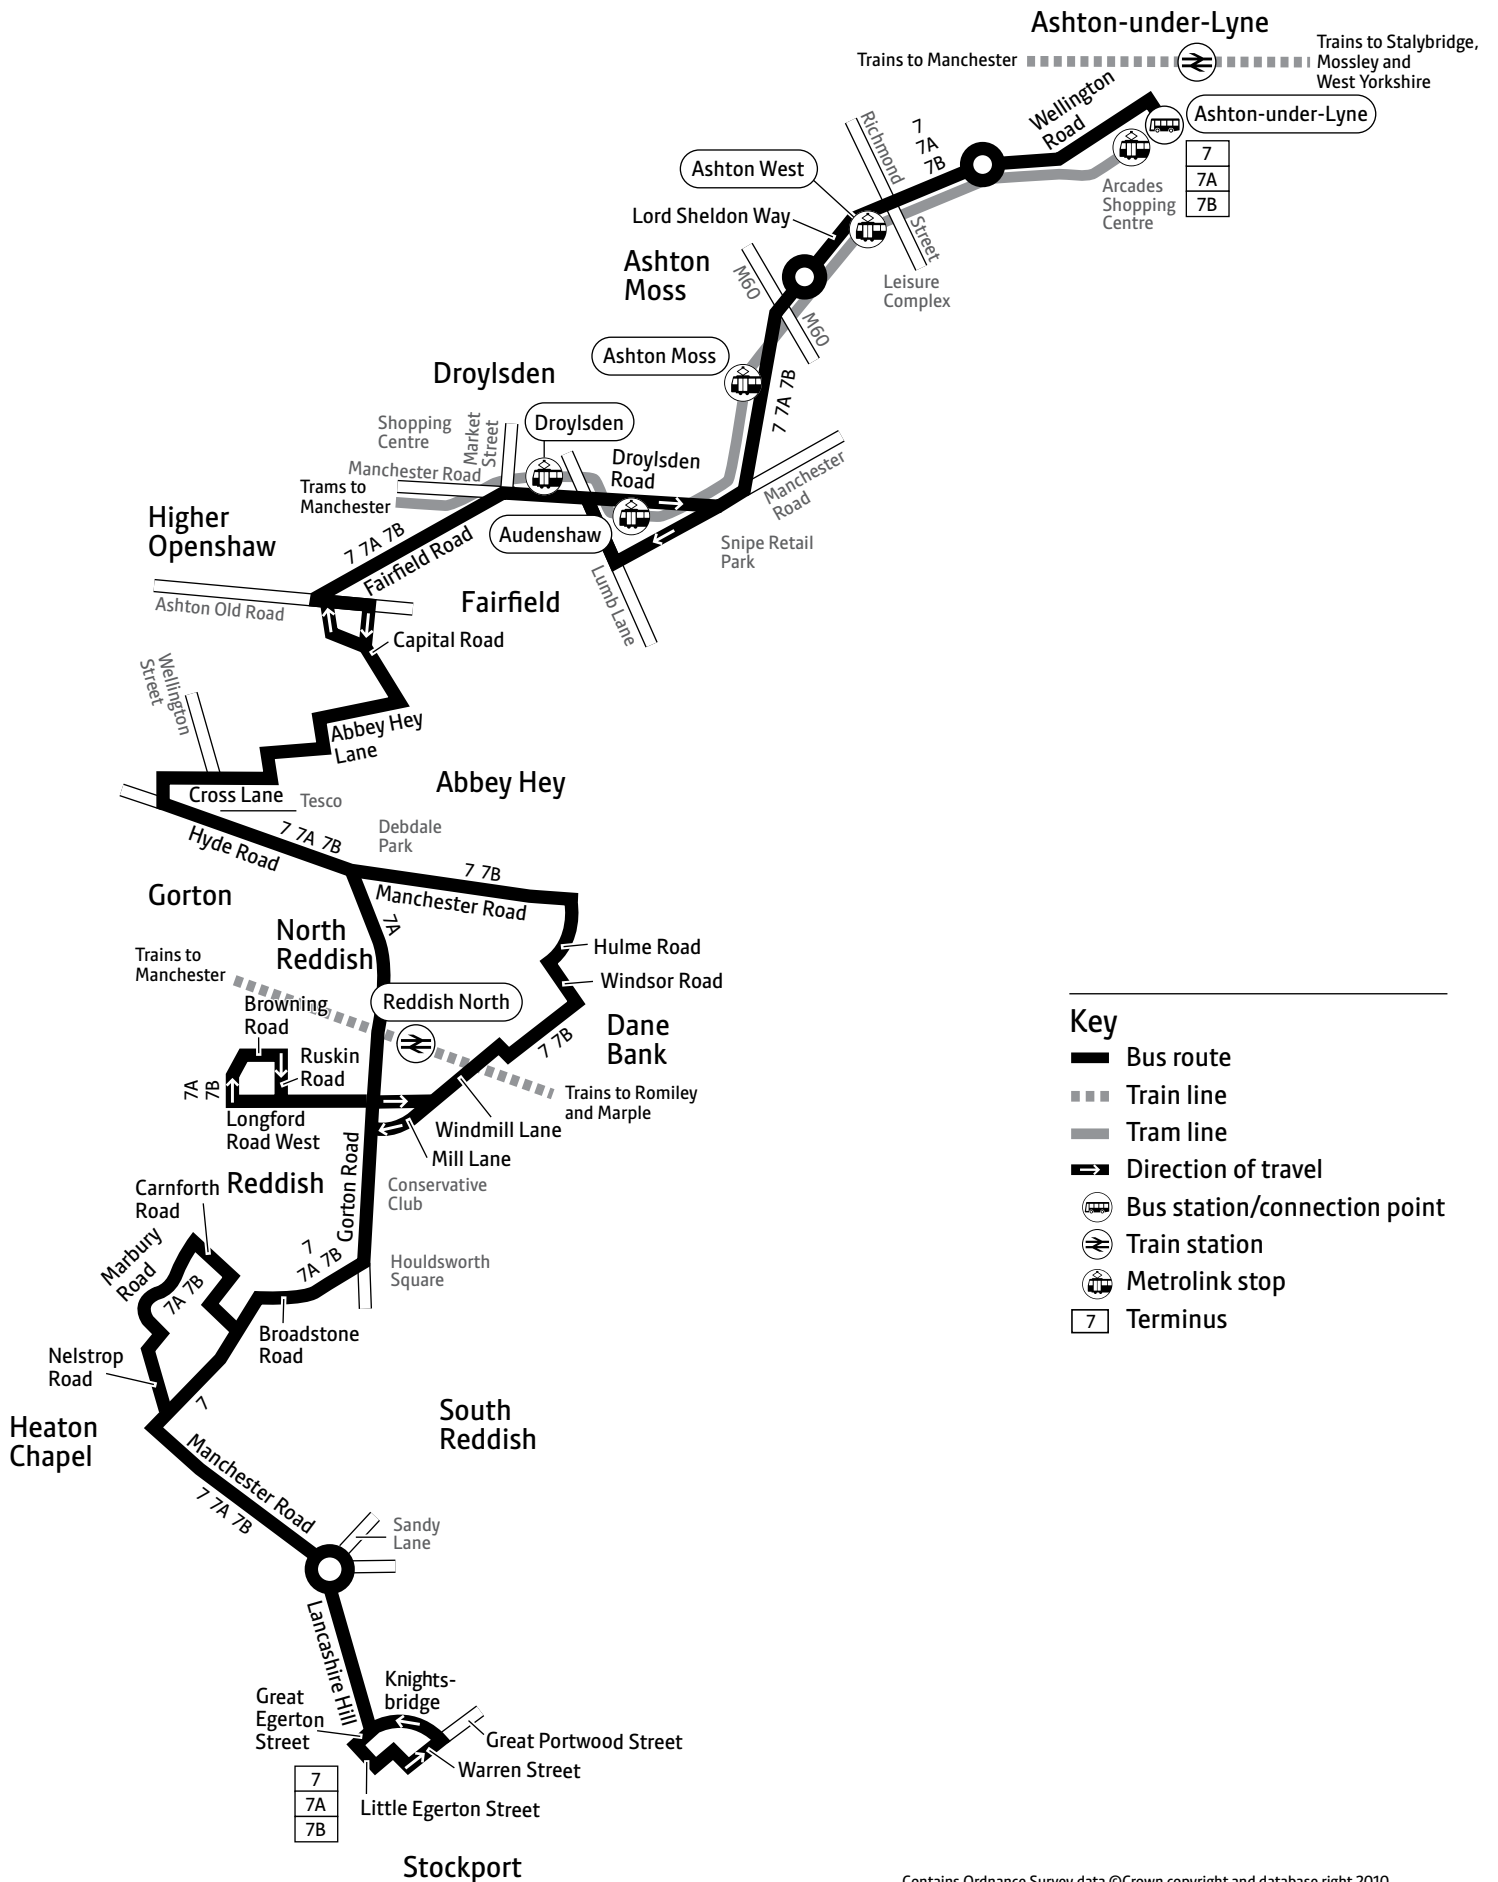 Ashton-under-Lyne
Trains to Manchester
Trains to Stalybridge,
Mossley and
West Yorkshire
Wellington
Road
Ashton-under-Lyne
7
7A
7B
Arcades
Shopping
Centre
Richmond
Street
7
7A
7B
Ashton West
Lord Sheldon Way
Ashton
Moss
M60
M60
Leisure
Complex
Ashton Moss
7 7A 7B
Droylsden
Shopping
Centre
Market
Street
Droylsden
Manchester Road
Droylsden
Road
Trams to
Manchester
Manchester
Road
Higher
Openshaw
7 7A 7B
Fairfield Road
Audenshaw
Snipe Retail
Park
Lumb Lane
Ashton Old Road
Fairfield
Capital Road
Wellington
Street
Abbey Hey
Lane
Abbey Hey
Cross Lane
Tesco
7 7A 7B
Hyde Road
Debdale
Park
7 7B
Manchester Road
Gorton
7A
North
Reddish
Hulme Road
Trains to
Manchester
Windsor Road
Reddish North
Browning
Road
Dane
Bank
7 7B
Ruskin
Road
7A
7B
Trains to Romiley
and Marple
Longford
Road West
Windmill Lane
Mill Lane
Gorton Road
Reddish
Conservative
Club
Carnforth
Road
Marbury
Road
7A 7B
7
7A 7B
Houldsworth
Square
Broadstone
Road
Nelstrop
Road
7
Heaton
Chapel
South
Reddish
Manchester Road
7 7A 7B
Sandy
Lane
Lancashire Hill
Knights-
bridge
Great
Egerton
Street
Great Portwood Street
Warren Street
Little Egerton Street
7
7A
7B
Stockport
Key
Bus route
Train line
Tram line
Direction of travel
Bus station/connection point
Train station
Metrolink stop
7 Terminus
Contains Ordnance Survey data ©Crown copyright and database right 2010